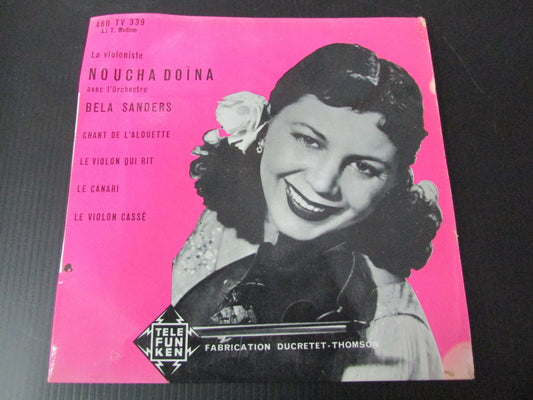 460 TV 339
45 T. Medium
La violoniste
NOUCHA DOÏNA
avec l'Orchestre
BELA SANDERS
CHANT DE L'ALOUETTE
LE VIOLON QUI RIT
LE CANARI
LE VIOLON CASSÉ
TELE
FUN
KEN
FABRICATION DUCRETET-THOMSON